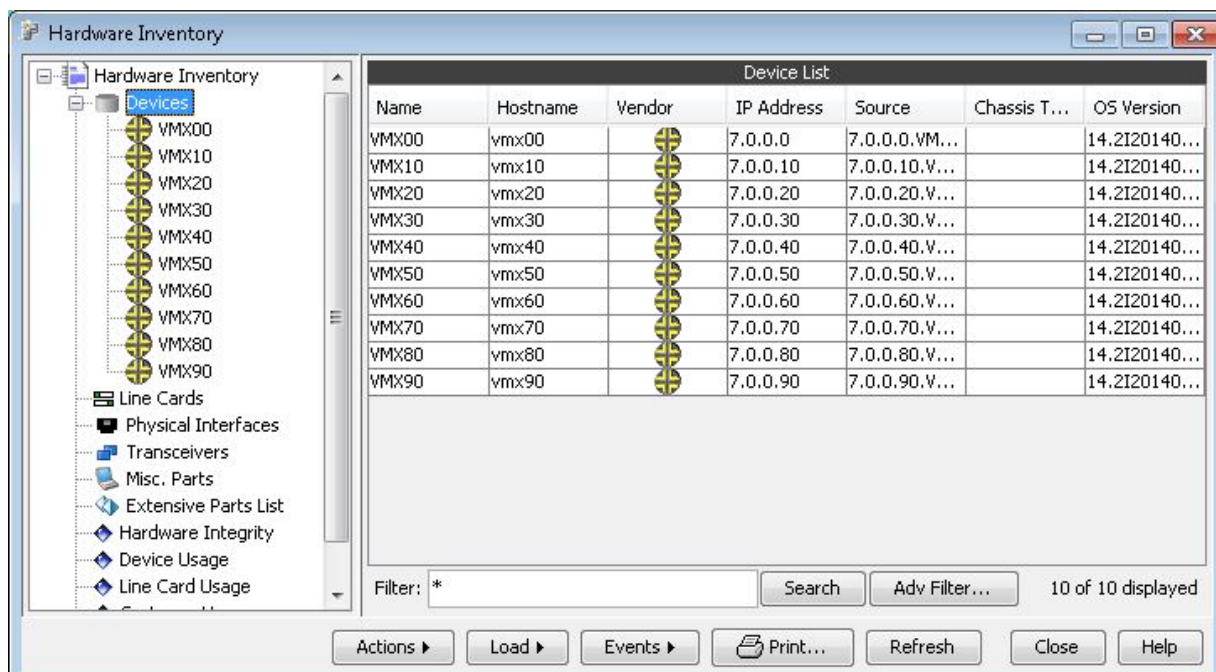 Hardware Inventory
Hardware Inventory
Devices
VMX00
VMX10
VMX20
VMX30
VMX40
VMX50
VMX60
VMX70
VMX80
VMX90
Line Cards
Physical Interfaces
Transceivers
Misc. Parts
Extensive Parts List
Hardware Integrity
Device Usage
Line Card Usage
Device List
Name Hostname Vendor IP Address Source Chassis T... OS Version
VMX00 vmx00 7.0.0.0 7.0.0.0.VM... 14.2I20140...
VMX10 vmx10 7.0.0.10 7.0.0.10.V... 14.2I20140...
VMX20 vmx20 7.0.0.20 7.0.0.20.V... 14.2I20140...
VMX30 vmx30 7.0.0.30 7.0.0.30.V... 14.2I20140...
VMX40 vmx40 7.0.0.40 7.0.0.40.V... 14.2I20140...
VMX50 vmx50 7.0.0.50 7.0.0.50.V... 14.2I20140...
VMX60 vmx60 7.0.0.60 7.0.0.60.V... 14.2I20140...
VMX70 vmx70 7.0.0.70 7.0.0.70.V... 14.2I20140...
VMX80 vmx80 7.0.0.80 7.0.0.80.V... 14.2I20140...
VMX90 vmx90 7.0.0.90 7.0.0.90.V... 14.2I20140...
Filter: * Search Adv Filter... 10 of 10 displayed
Actions Load Events Print... Refresh Close Help